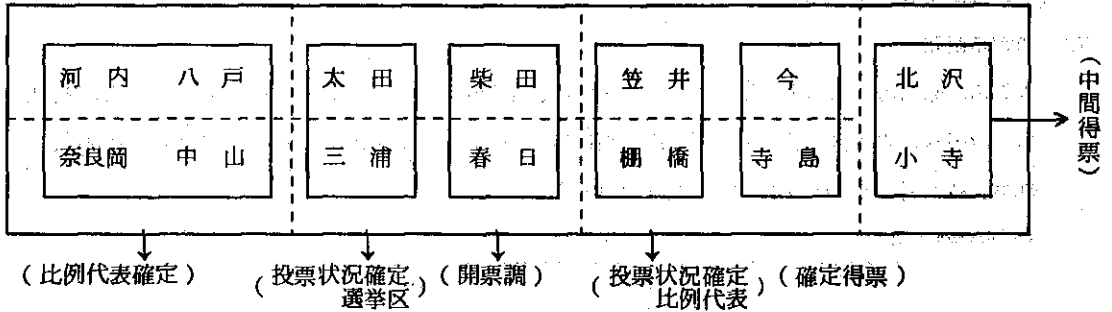 河内 八戸 太田 柴田 笠井 今 北沢
奈良岡 中山 三浦 春日 棚橋 寺島 小寺
(中間得票)
(比例代表確定) (投票状況確定 選挙区) (開票調) (投票状況確定 比例代表) (確定得票)